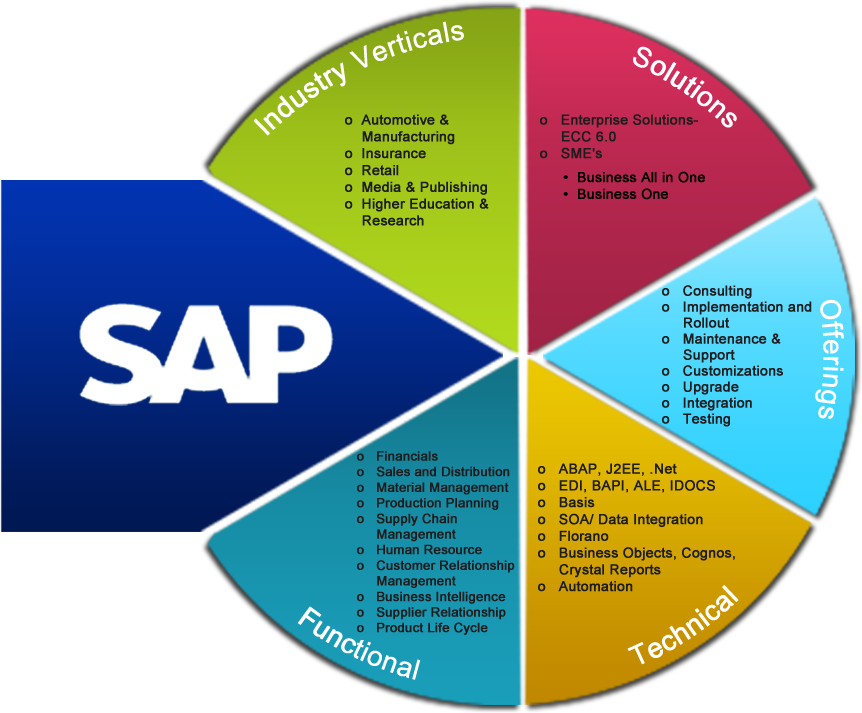 Industry Verticals
o Automotive &
Manufacturing
o Insurance
o Retail
o Media & Publishing
o Higher Education &
Research
Solutions
o Enterprise Solutions-
ECC 6.0
o SME's
• Business All in One
• Business One
SAP
Offerings
o Consulting
o Implementation and
Rollout
o Maintenance &
Support
o Customizations
o Upgrade
o Integration
o Testing
Functional
o Financials
o Sales and Distribution
o Material Management
o Production Planning
o Supply Chain
Management
o Human Resource
o Customer Relationship
Management
o Business Intelligence
o Supplier Relationship
o Product Life Cycle
Technical
o ABAP, J2EE, .Net
o EDI, BAPI, ALE, IDOCS
o Basis
o SOA/ Data Integration
o Florano
o Business Objects, Cognos,
Crystal Reports
o Automation